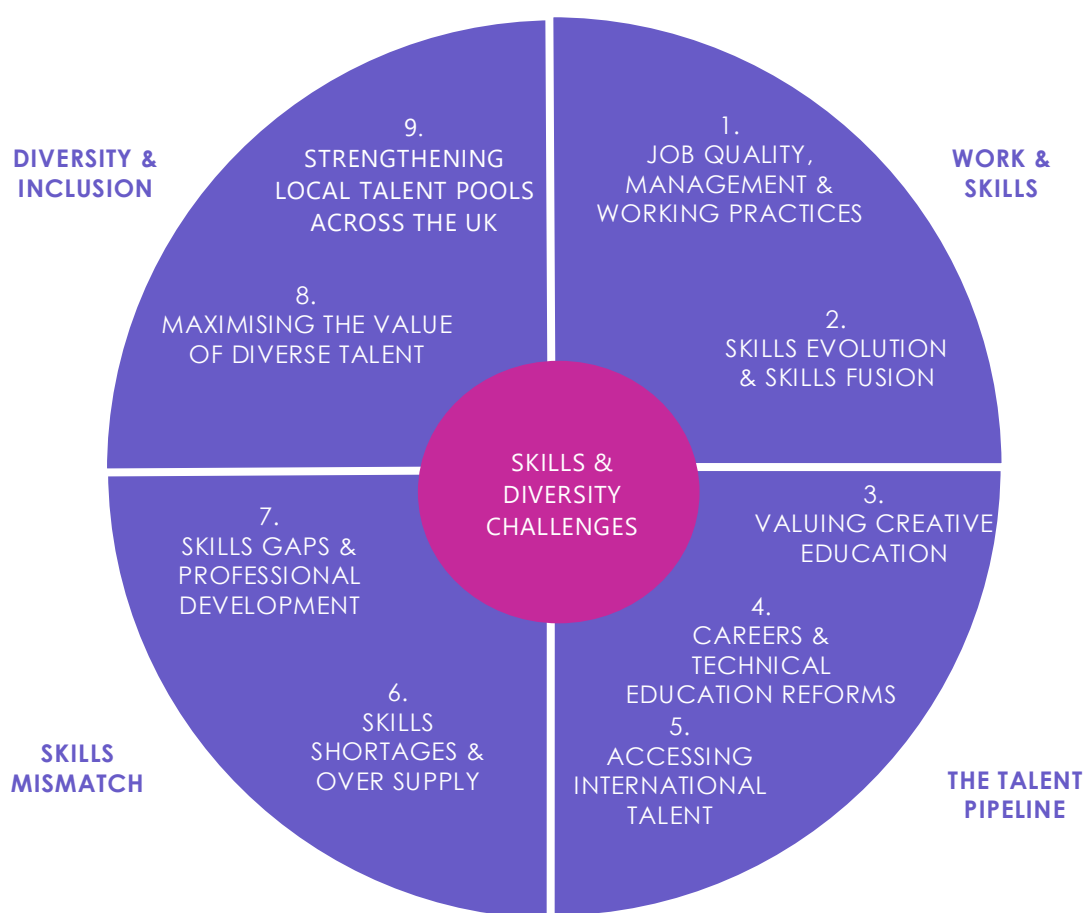 DIVERSITY &
INCLUSION
9.
STRENGTHENING
LOCAL TALENT POOLS
ACROSS THE UK
8.
MAXIMISING THE VALUE
OF DIVERSE TALENT
1.
JOB QUALITY,
MANAGEMENT &
WORKING PRACTICES
2.
SKILLS EVOLUTION
& SKILLS FUSION
WORK &
SKILLS
SKILLS &
DIVERSITY
CHALLENGES
3.
VALUING CREATIVE
EDUCATION
4.
CAREERS &
TECHNICAL
EDUCATION REFORMS
5.
ACCESSING
INTERNATIONAL
TALENT
THE TALENT
PIPELINE
7.
SKILLS GAPS &
PROFESSIONAL
DEVELOPMENT
6.
SKILLS
SHORTAGES &
OVER SUPPLY
SKILLS
MISMATCH